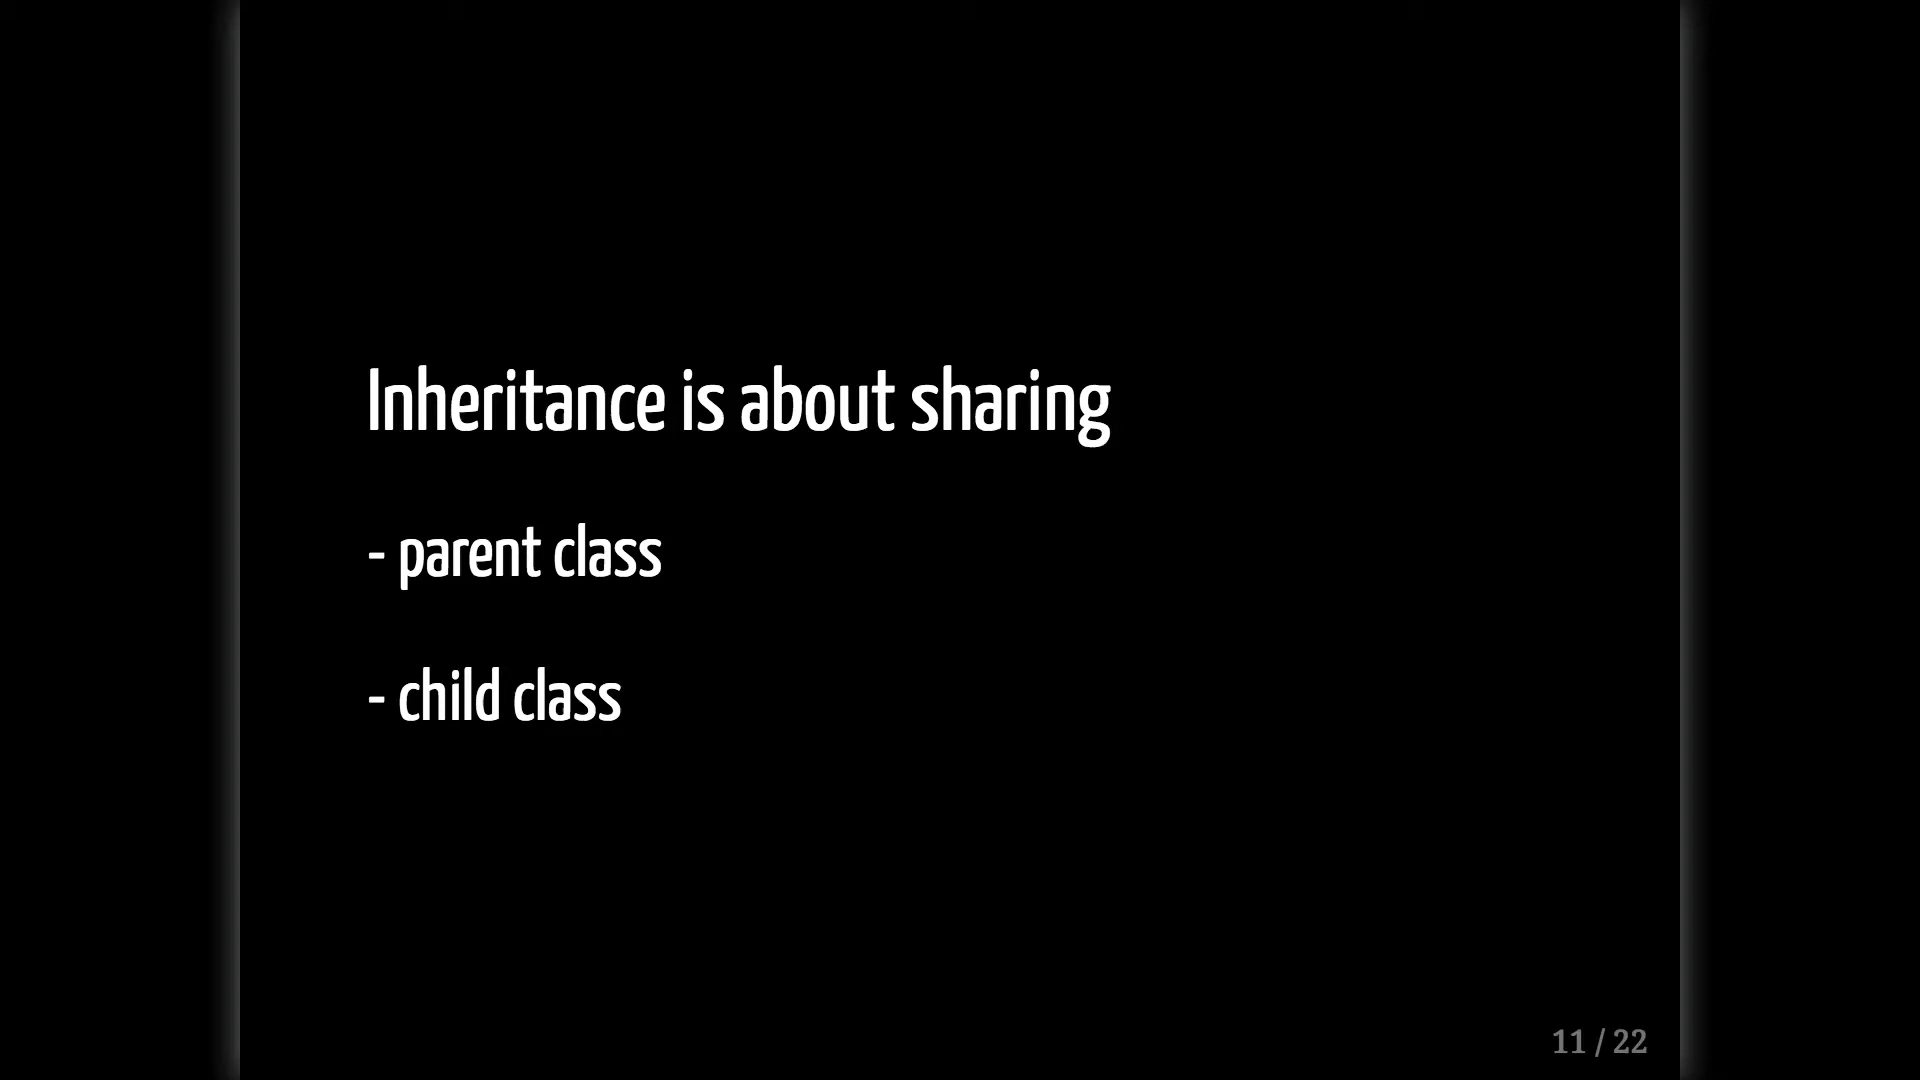 Inheritance is about sharing
- parent class
- child class
11 / 22